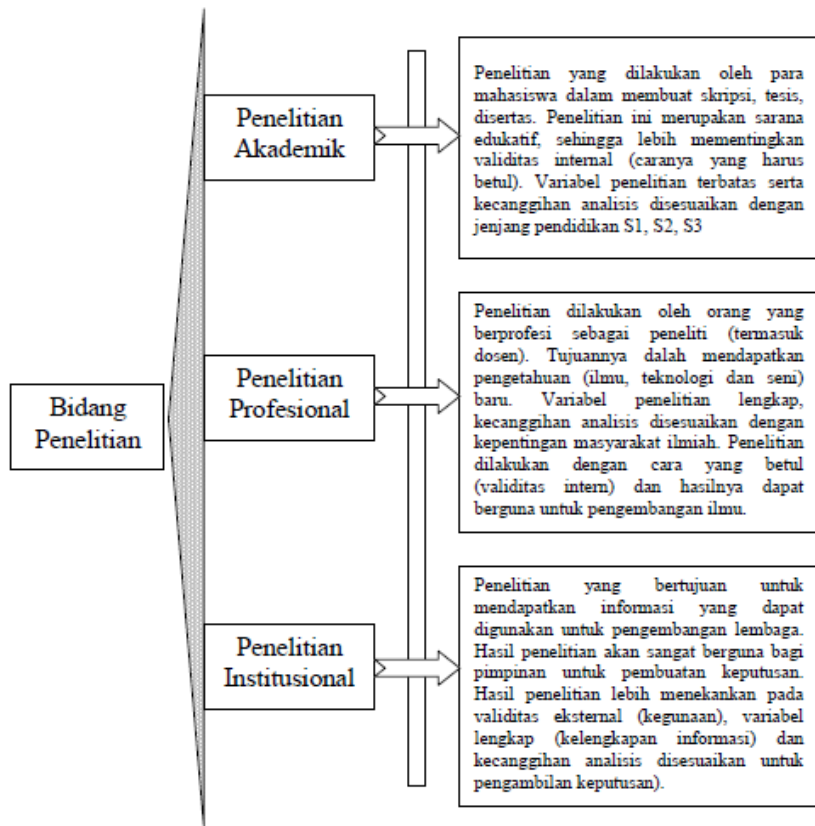 Bidang
Penelitian
Penelitian
Akademik
Penelitian yang dilakukan oleh para
mahasiswa dalam membuat skripsi, tesis,
disertas. Penelitian ini merupakan sarana
edukatif, sehingga lebih mementingkan
validitas internal (caranya yang harus
betul). Variabel penelitian terbatas serta
kecanggihan analisis disesuaikan dengan
jenjang pendidikan S1, S2, S3
Penelitian
Profesional
Penelitian dilakukan oleh orang yang
berprofesi sebagai peneliti (termasuk
dosen). Tujuannya dalah mendapatkan
pengetahuan (ilmu, teknologi dan seni)
baru. Variabel penelitian lengkap,
kecanggihan analisis disesuaikan dengan
kepentingan masyarakat ilmiah. Penelitian
dilakukan dengan cara yang betul
(validitas intern) dan hasilnya dapat
berguna untuk pengembangan ilmu.
Penelitian
Institusional
Penelitian yang bertujuan untuk
mendapatkan informasi yang dapat
digunakan untuk pengembangan lembaga.
Hasil penelitian akan sangat berguna bagi
pimpinan untuk pembuatan keputusan.
Hasil penelitian lebih menekankan pada
validitas eksternal (kegunaan), variabel
lengkap (kelengkapan informasi) dan
kecanggihan analisis disesuaikan untuk
pengambilan keputusan).